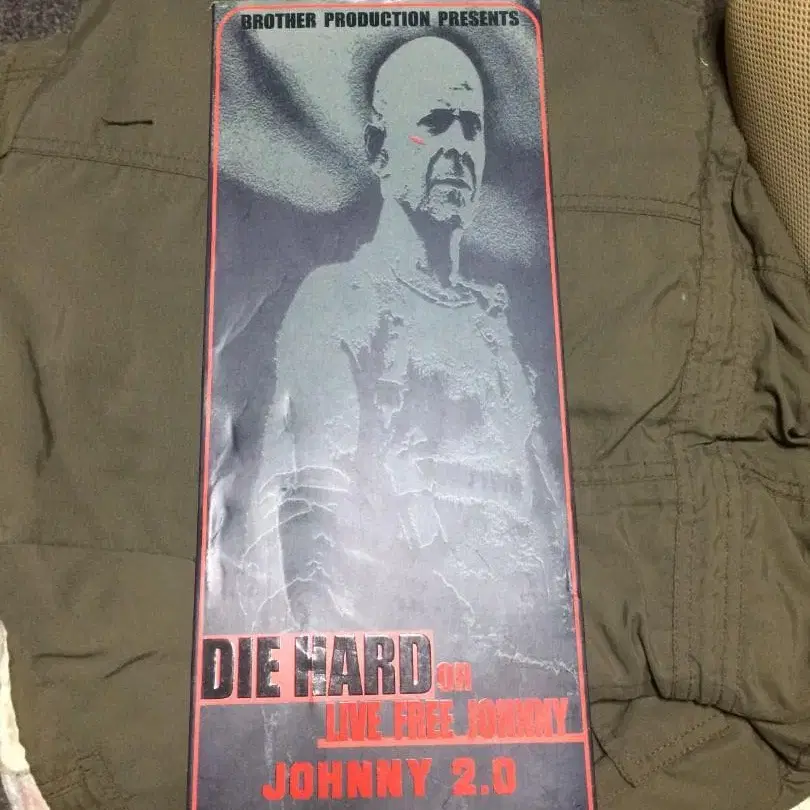 BROTHER PRODUCTION PRESENTS
DIE HARD OR
LIVE FREE JOHNNY
JOHNNY 2.0